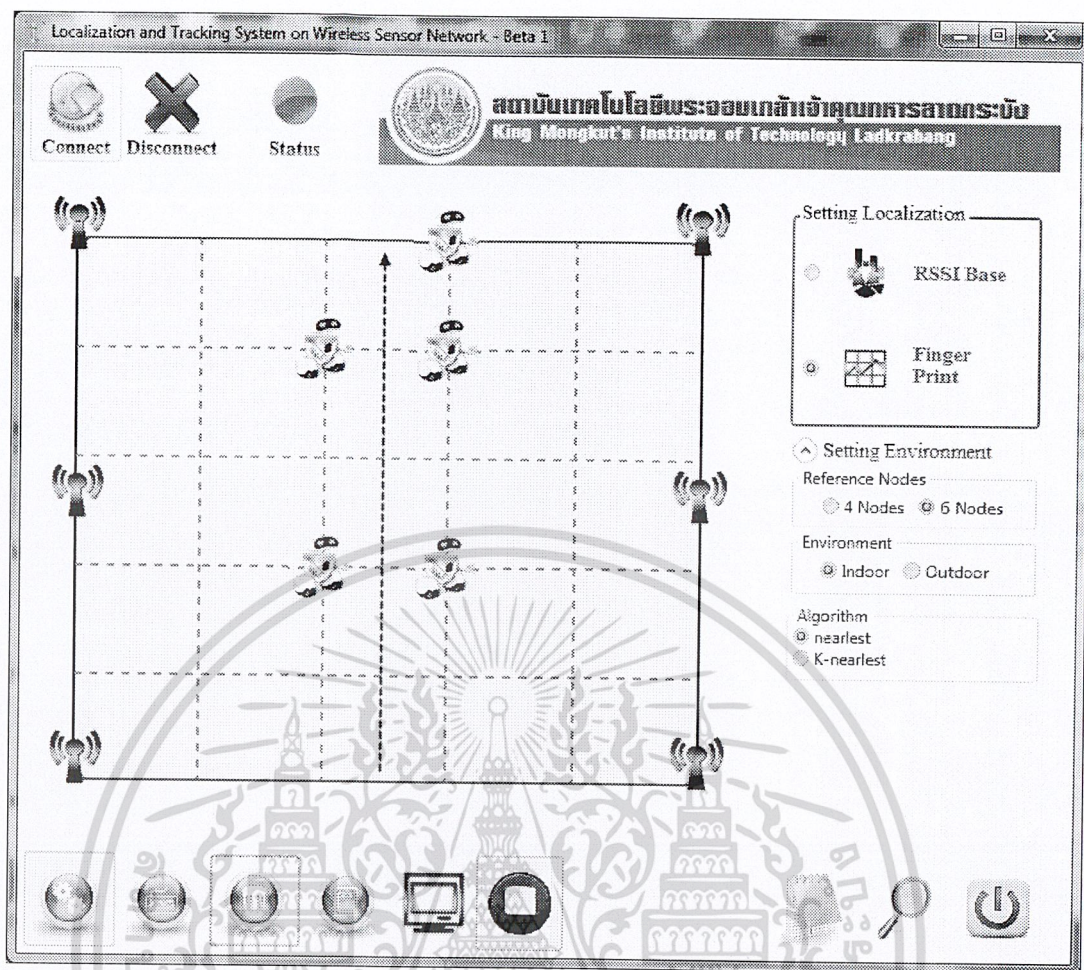 Localization and Tracking System on Wireless Sensor Network - Beta 1
Connect
Disconnect
Status
สถาบันเทคโนโลยีพระจอมเกล้าเจ้าคุณทหารลาดกระบัง
King Mongkut's Institute of Technology Ladkrabang
Setting Localization
RSSI Base
Finger
Print
Setting Environment
Reference Nodes
4 Nodes
6 Nodes
Environment
Indoor
Outdoor
Algorithm
nearlest
K-nearlest